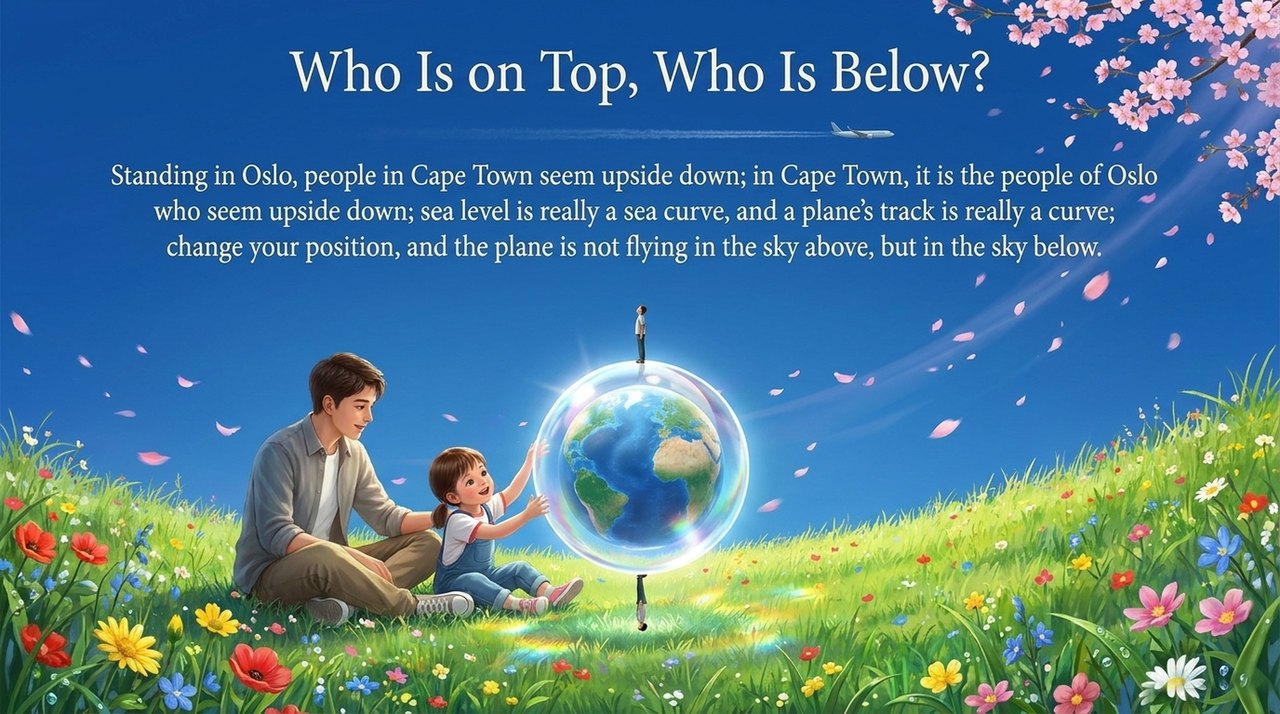 Who Is on Top, Who Is Below?
Standing in Oslo, people in Cape Town seem upside down; in Cape Town, it is the people of Oslo
who seem upside down; sea level is really a sea curve, and a plane’s track is really a curve;
change your position, and the plane is not flying in the sky above, but in the sky below.